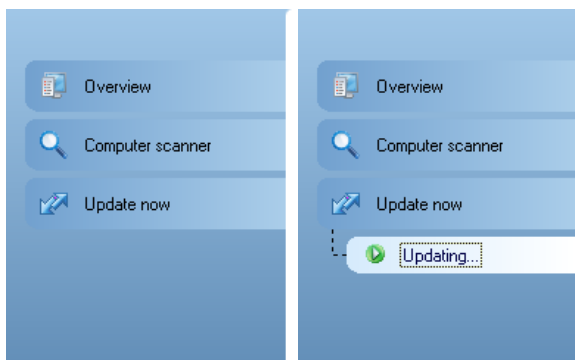 Overview
Computer scanner
Update now
Overview
Computer scanner
Update now
Updating...